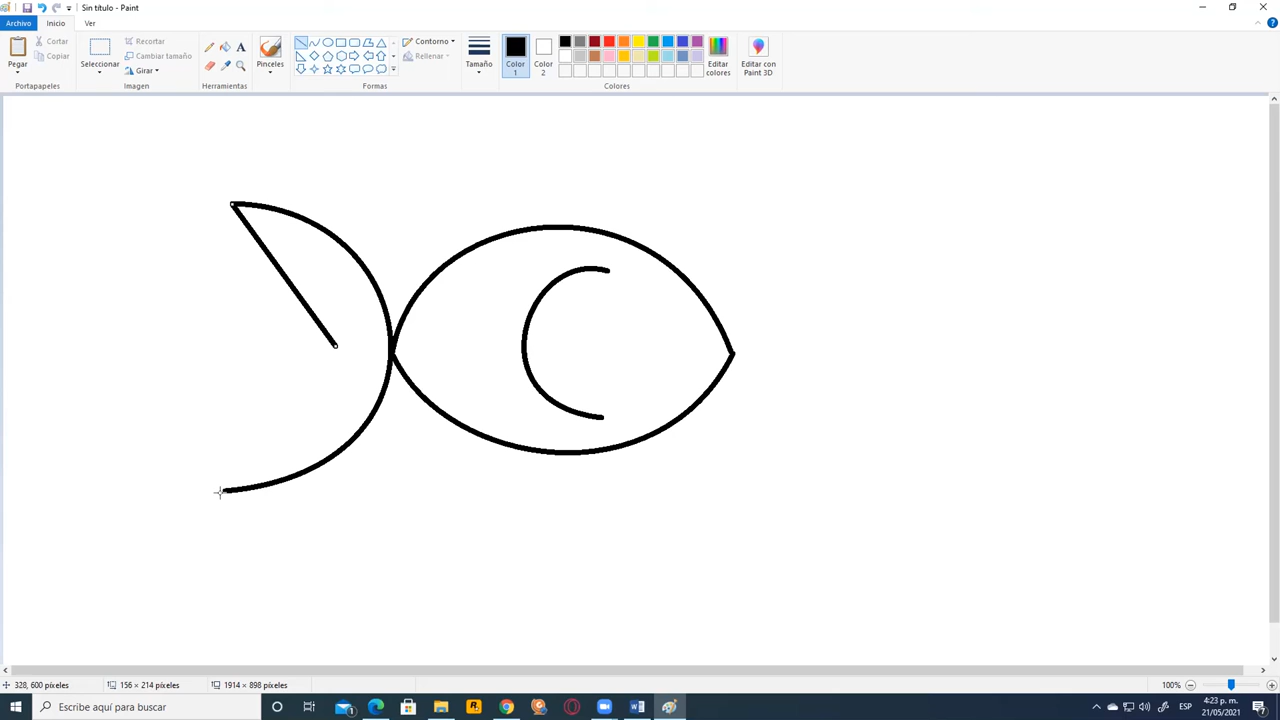 Sin título - Paint
Archivo Inicio Ver
Pegar
Cortar
Copiar
Portapapeles
Seleccionar
Recortar
Cambiar tamaño
Girar
Imagen
A
Herramientas
Pinceles
Contorno
Rellenar
Formas
Tamaño
Color 1
Color 2
Editar colores
Colores
Editar con Paint 3D
328, 600 píxeles 156 × 214 píxeles 1914 × 898 píxeles 100%
Escribe aquí para buscar
ESP
4:23 p. m.
21/05/2021